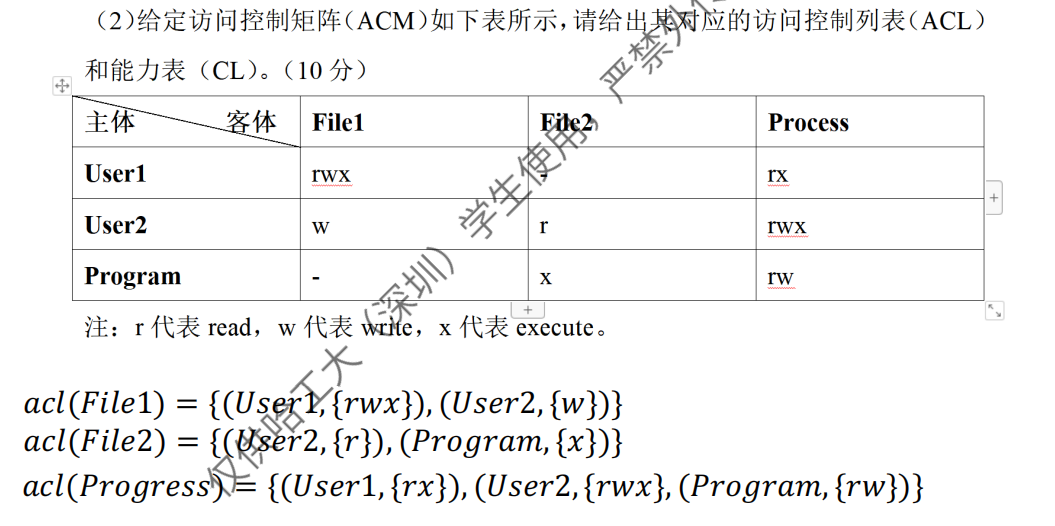 (2)给定访问控制矩阵(ACM)如下表所示,请给出其对应的访问控制列表(ACL)
和能力表(CL)。(10 分)
主体 客体 File1 File2 Process
User1 rwx - rx
User2 w r rwx
Program - x rw
注:r 代表 read,w 代表 write,x 代表 execute。
acl(File1) = {(User1,{rwx}),(User2,{w})}
acl(File2) = {(User2,{r}),(Program,{x})}
acl(Progress) = {(User1,{rx}),(User2,{rwx},(Program,{rw})}
仅供哈工大(深圳)学生使用,严禁外